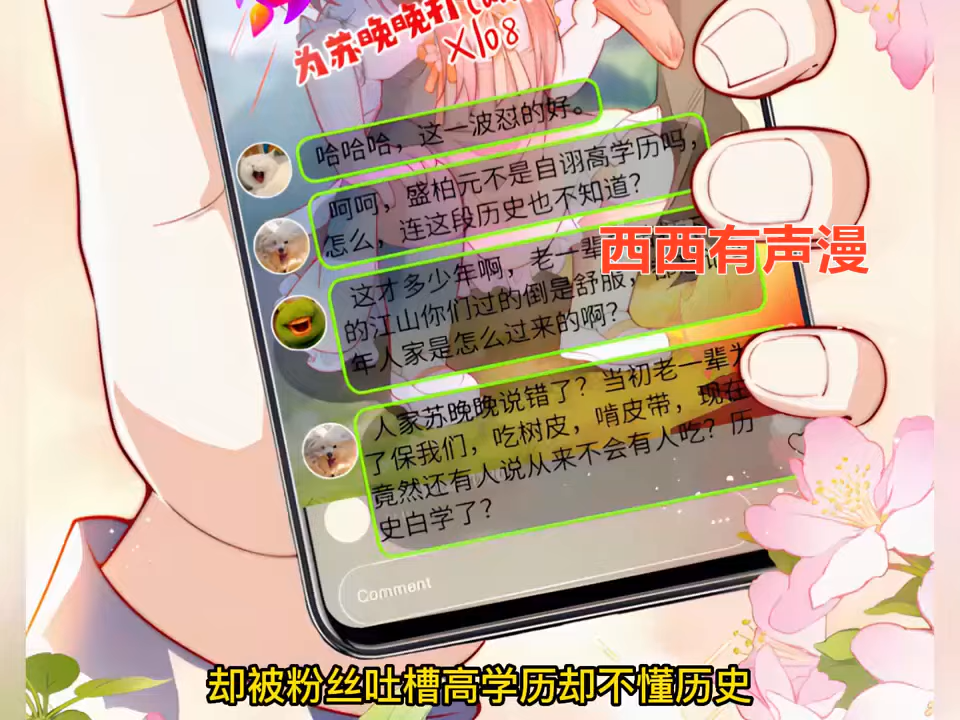 为苏晚晚打
X108
哈哈哈，这一波怼的好。
呵呵，盛柏元不是自诩高学历吗，
怎么，连这段历史也不知道？
这才多少年啊，老一辈
的江山你们过的倒是舒服，
年人家是怎么过来的啊？
人家苏晚晚说错了？当初老一辈为
了保我们，吃树皮，啃皮带，现在
竟然还有人说从来不会有人吃？历
史白学了？
Comment
西西有声漫
却被粉丝吐槽高学历却不懂历史